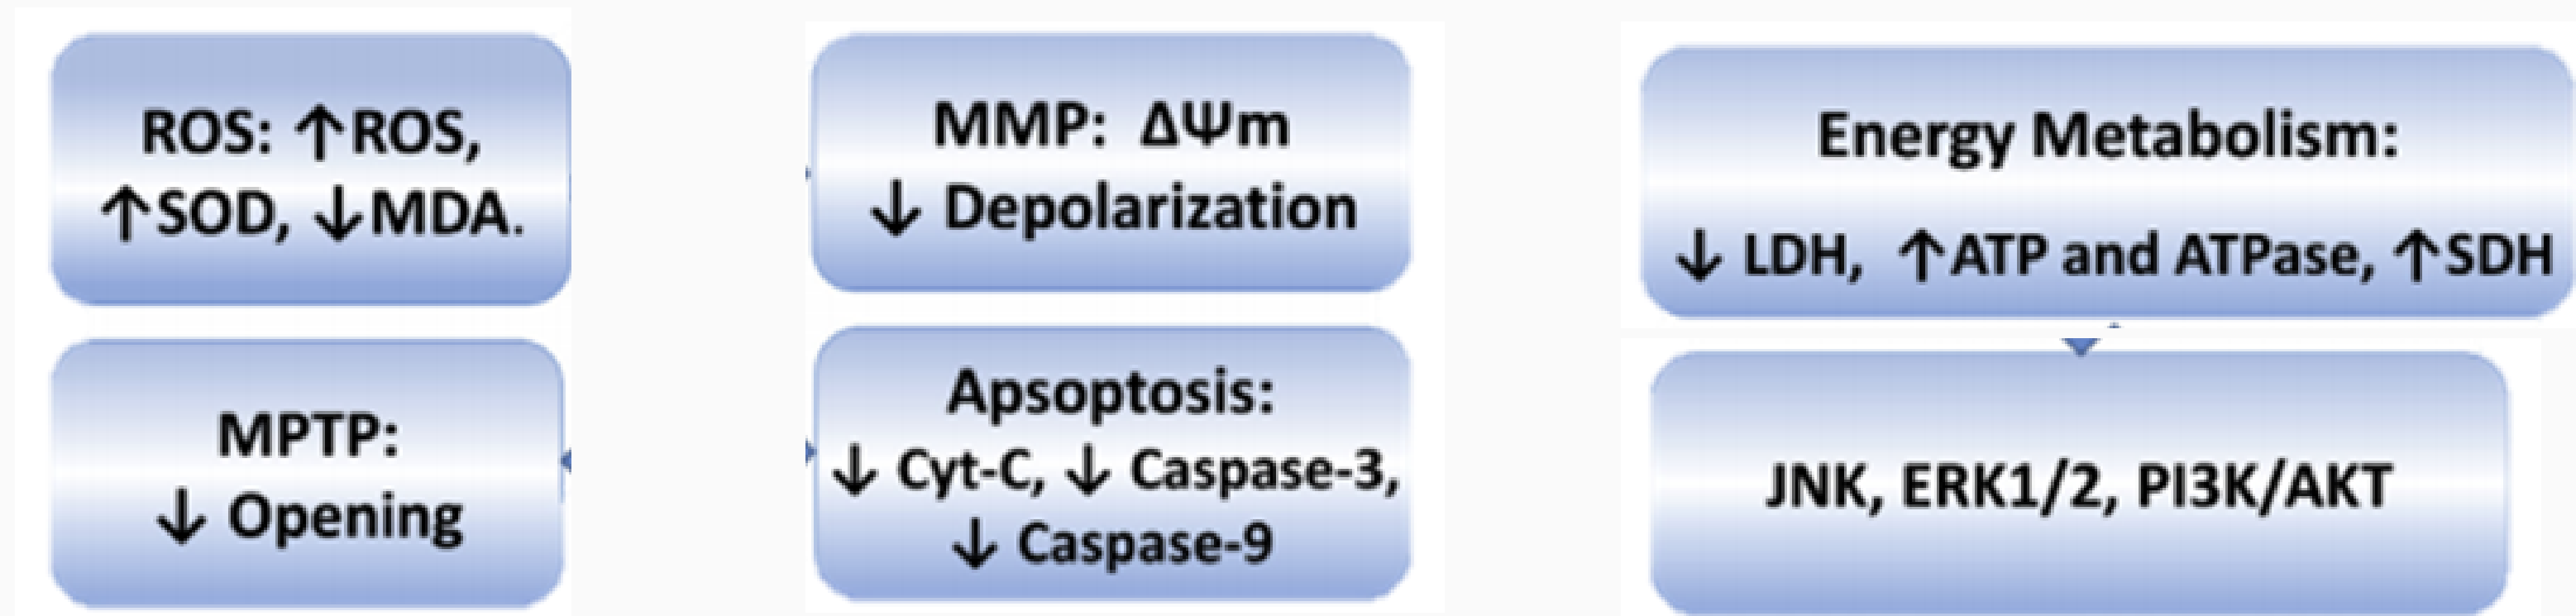 ROS: ↑ROS,
↑SOD, ↓MDA.
MPTP:
↓ Opening
MMP: ΔΨm
↓ Depolarization
Apsoptosis:
↓ Cyt-C, ↓ Caspase-3,
↓ Caspase-9
Energy Metabolism:
↓ LDH, ↑ATP and ATPase, ↑SDH
JNK, ERK1/2, PI3K/AKT